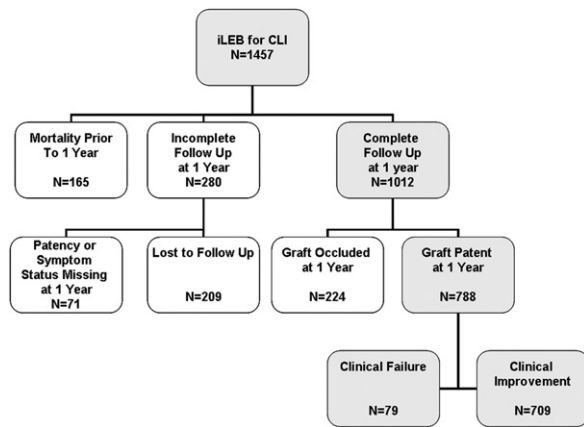 iLEB for CLI
N=1457
Mortality Prior
To 1 Year
N=165
Incomplete
Follow Up
at 1 Year
N=280
Complete
Follow Up
at 1 year
N=1012
Patency or
Symptom
Status Missing
at 1 Year
N=71
Lost to Follow Up
N=209
Graft Occluded
at 1 Year
N=224
Graft Patent
at 1 Year
N=788
Clinical Failure
N=79
Clinical
Improvement
N=709